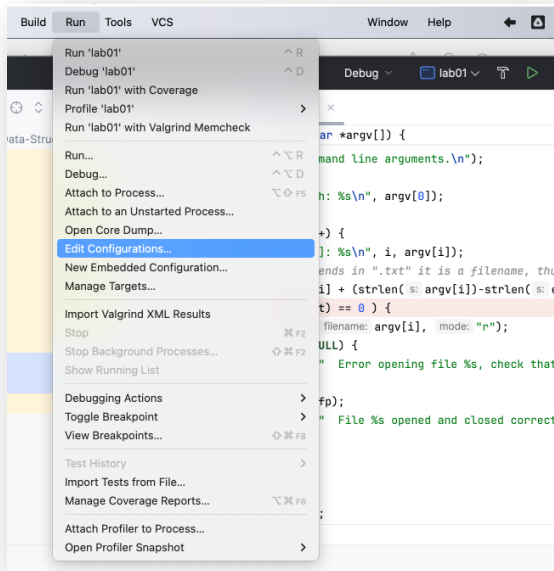 Build Run Tools VCS Window Help
Run 'lab01' ^ R
Debug 'lab01' ^ D
Run 'lab01' with Coverage
Profile 'lab01'
Run 'lab01' with Valgrind Memcheck
Run... ^ ⌥ R
Debug... ^ ⌥ D
Attach to Process... ⌥ ⇧ F5
Attach to an Unstarted Process...
Open Core Dump...
Edit Configurations...
New Embedded Configuration...
Manage Targets...
Import Valgrind XML Results
Stop ⌘ F2
Stop Background Processes... ⇧ ⌘ F2
Show Running List
Debugging Actions
Toggle Breakpoint
View Breakpoints... ⇧ ⌘ F8
Test History
Import Tests from File...
Manage Coverage Reports... ⌥ ⌘ F6
Attach Profiler to Process...
Open Profiler Snapshot
Debug lab01
ata-Stru
ar *argv[]) {
mand line arguments.\n");
h: %s\n", argv[0]);
+) {
]: %s\n", i, argv[i]);
ends in ".txt" it is a filename, thu
i] + (strlen( s: argv[i])-strlen( s: e
t) == 0 ) {
filename: argv[i], mode: "r");
ULL) {
" Error opening file %s, check that
fp);
" File %s opened and closed correct
;